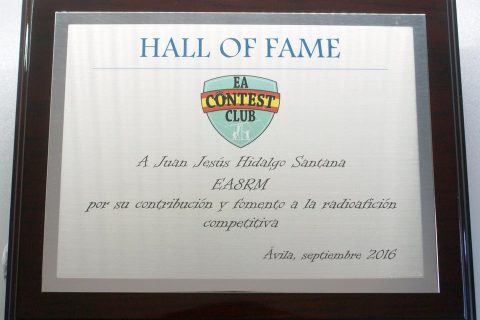 HALL OF FAME
EA
CONTEST
CLUB
A Juan Jesús Hidalgo Santana
EA8RM
por su contribución y fomento a la radioafición
competitiva
Ávila, septiembre 2016